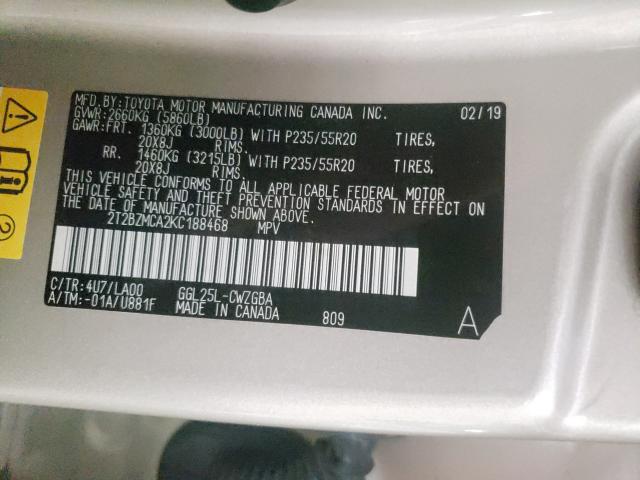 MFD.BY:TOYOTA MOTOR MANUFACTURING CANADA INC. 02/19
GVWR:2660KG (5860LB)
GAWR:FRT. 1360KG (3000LB) WITH P235/55R20 TIRES,
20X8J RIMS.
RR. 1460KG (3215LB) WITH P235/55R20 TIRES,
20X8J RIMS.
THIS VEHICLE CONFORMS TO ALL APPLICABLE FEDERAL MOTOR
VEHICLE SAFETY AND THEFT PREVENTION STANDARDS IN EFFECT ON
THE DATE OF MANUFACTURE SHOWN ABOVE.
2T2BZMCA2KC188468 MPV
C/TR:4U7/LA00 GGL25L-CWZGBA
A/TM:-01A/U881F MADE IN CANADA 809 A
2